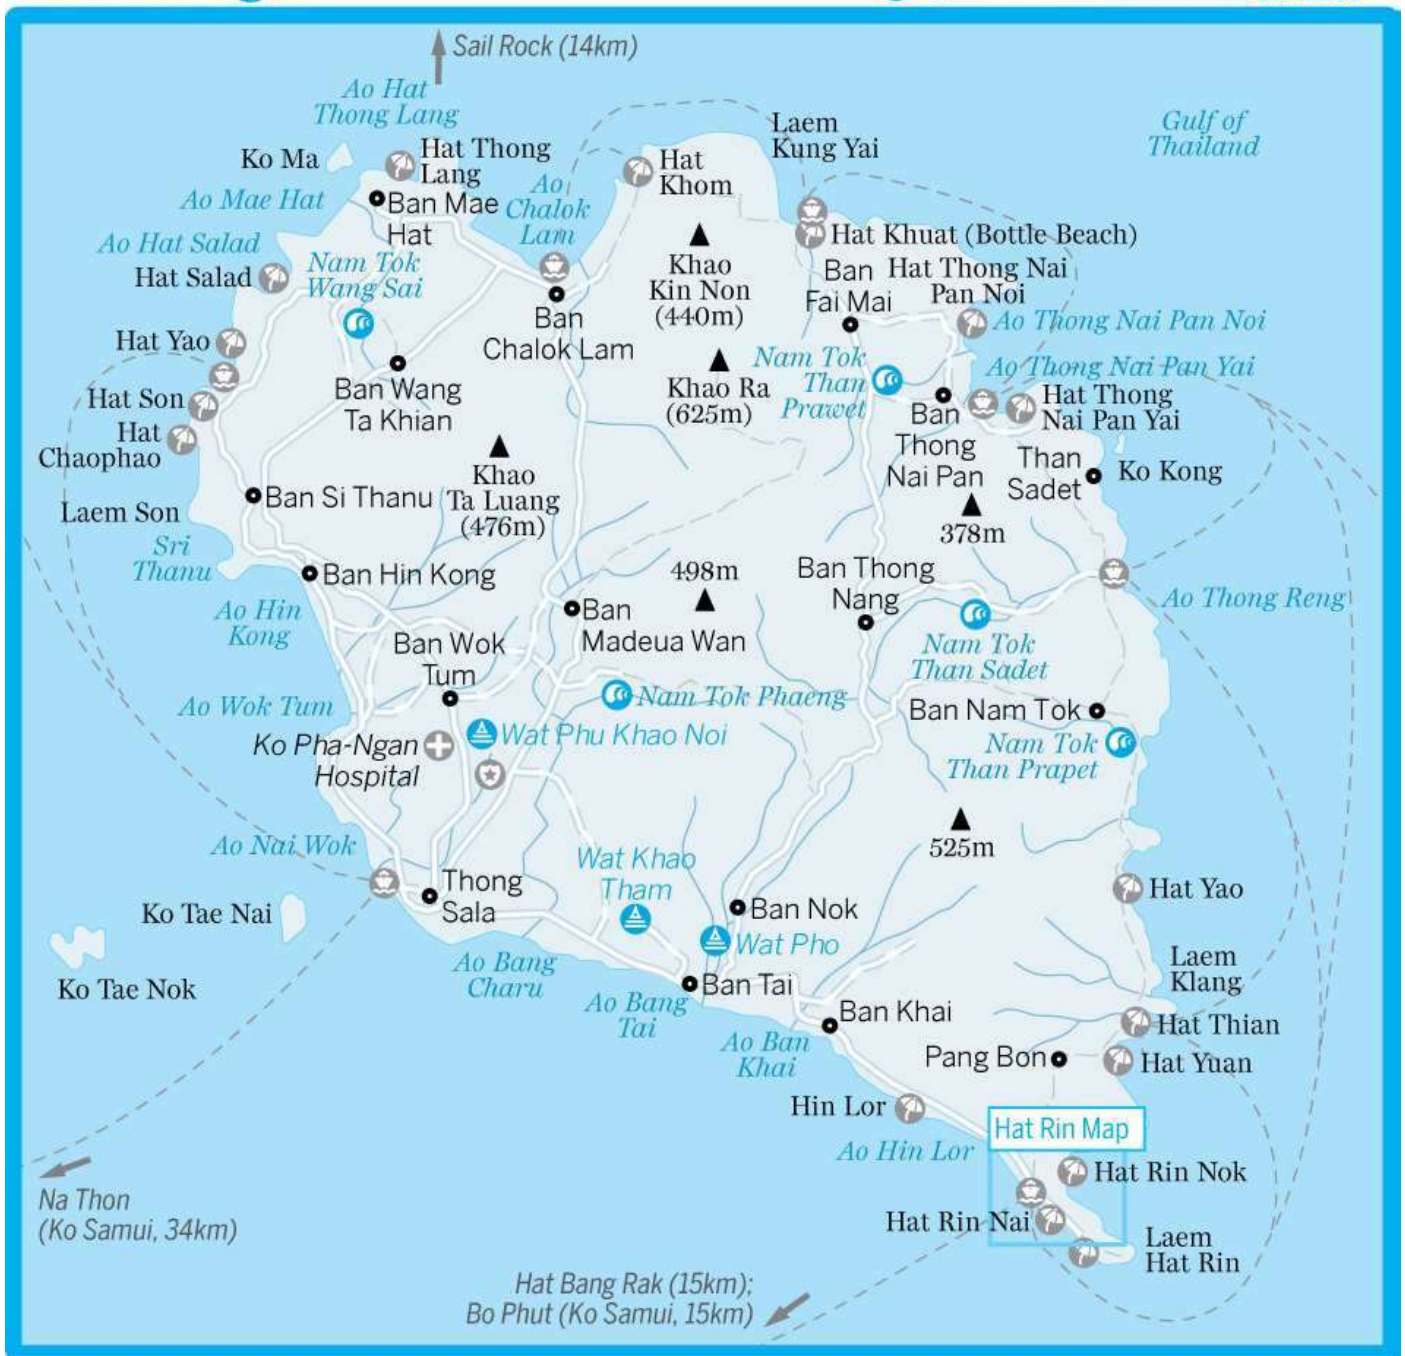 Sail Rock (14km)
Ao Hat
Thong Lang
Gulf of
Thailand
Laem
Kung Yai
Ko Ma
Hat Thong
Lang
Hat
Khom
Ao Mae Hat
Ban Mae
Hat
Ao
Chalok
Lam
Ao Hat Salad
Hat Salad
Nam Tok
Wang Sai
Khao
Kin Non
(440m)
Hat Khuat (Bottle Beach)
Ban
Fai Mai
Hat Thong Nai
Pan Noi
Ao Thong Nai Pan Noi
Hat Yao
Ban
Chalok Lam
Ban Wang
Ta Khian
Khao Ra
(625m)
Nam Tok
Than
Prawet
Ao Thong Nai Pan Yai
Hat Son
Hat
Chaophao
Ban
Thong
Nai Pan
Hat Thong
Nai Pan Yai
Than
Sadet
Ko Kong
Laem Son
Ban Si Thanu
Khao
Ta Luang
(476m)
378m
Sri
Thanu
Ban Hin Kong
498m
Ban Thong
Nang
Ao Thong Reng
Ao Hin
Kong
Ban
Madeua Wan
Ban Wok
Tum
Nam Tok
Than Sadet
Ao Wok Tum
Nam Tok Phaeng
Ban Nam Tok
Ko Pha-Ngan
Hospital
Wat Phu Khao Noi
Nam Tok
Than Prapet
525m
Ao Nai Wok
Wat Khao
Tham
Thong
Sala
Ko Tae Nai
Ban Nok
Hat Yao
Wat Pho
Ko Tae Nok
Ao Bang
Charu
Ban Tai
Laem
Klang
Ao Bang
Tai
Ban Khai
Hat Thian
Ao Ban
Khai
Pang Bon
Hat Yuan
Hin Lor
Hat Rin Map
Ao Hin Lor
Hat Rin Nok
Na Thon
(Ko Samui, 34km)
Hat Rin Nai
Laem
Hat Rin
Hat Bang Rak (15km);
Bo Phut (Ko Samui, 15km)